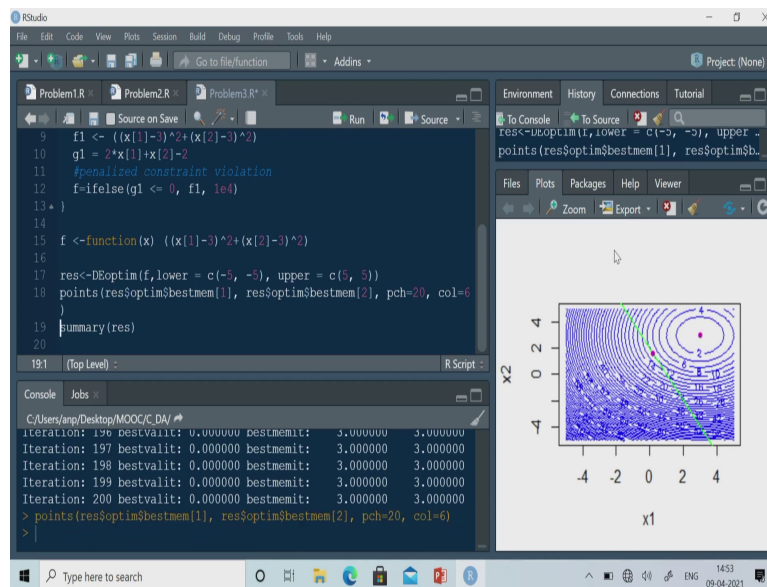 RStudio
File Edit Code View Plots Session Build Debug Profile Tools Help
Go to file/function Addins Project: (None)
Problem1.R Problem2.R Problem3.R*
Source on Save Run Source
9 f1 <- ((x[1]-3)^2+(x[2]-3)^2)
10 g1 = 2*x[1]+x[2]-2
11 #penalized constraint violation
12 f=ifelse(g1 <= 0, f1, 1e4)
13 }
14
15 f <-function(x) ((x[1]-3)^2+(x[2]-3)^2)
16
17 res<-DEoptim(f,lower = c(-5, -5), upper = c(5, 5))
18 points(res$optim$bestmem[1], res$optim$bestmem[2], pch=20, col=6
)
19 summary(res)
20
19:1 (Top Level) R Script
Console Jobs
C:/Users/anp/Desktop/MOOC/C_DA/
Iteration: 196 bestvalit: 0.000000 bestmemit: 3.000000 3.000000
Iteration: 197 bestvalit: 0.000000 bestmemit: 3.000000 3.000000
Iteration: 198 bestvalit: 0.000000 bestmemit: 3.000000 3.000000
Iteration: 199 bestvalit: 0.000000 bestmemit: 3.000000 3.000000
Iteration: 200 bestvalit: 0.000000 bestmemit: 3.000000 3.000000
> points(res$optim$bestmem[1], res$optim$bestmem[2], pch=20, col=6)
>
Environment History Connections Tutorial
To Console To Source
res<-DEoptim(f,lower = c(-5, -5), upper ..
points(res$optim$bestmem[1], res$optim$b..
Files Plots Packages Help Viewer
Zoom Export
4
2
0
-4
x2
-4 -2 0 2 4
x1
Type here to search
ENG
14:53
09-04-2021